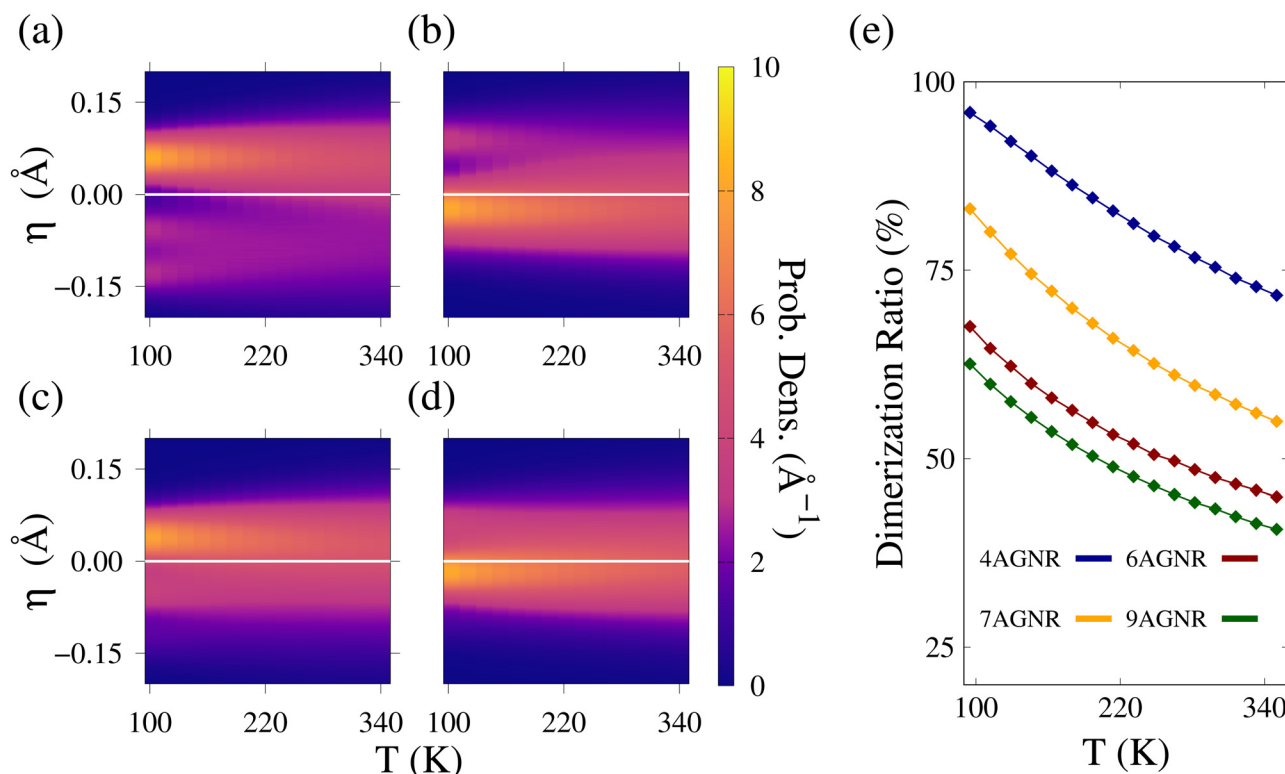 (a)
(b)
(e)
0.15
0.00
−0.15
η (Å)
100
220
340
100
220
340
(c)
(d)
0.15
0.00
−0.15
η (Å)
100
220
340
100
220
340
T (K)
10
8
6
4
2
0
Prob. Dens. (Å⁻¹)
100
75
50
25
Dimerization Ratio (%)
4AGNR
6AGNR
7AGNR
9AGNR
100
220
340
T (K)